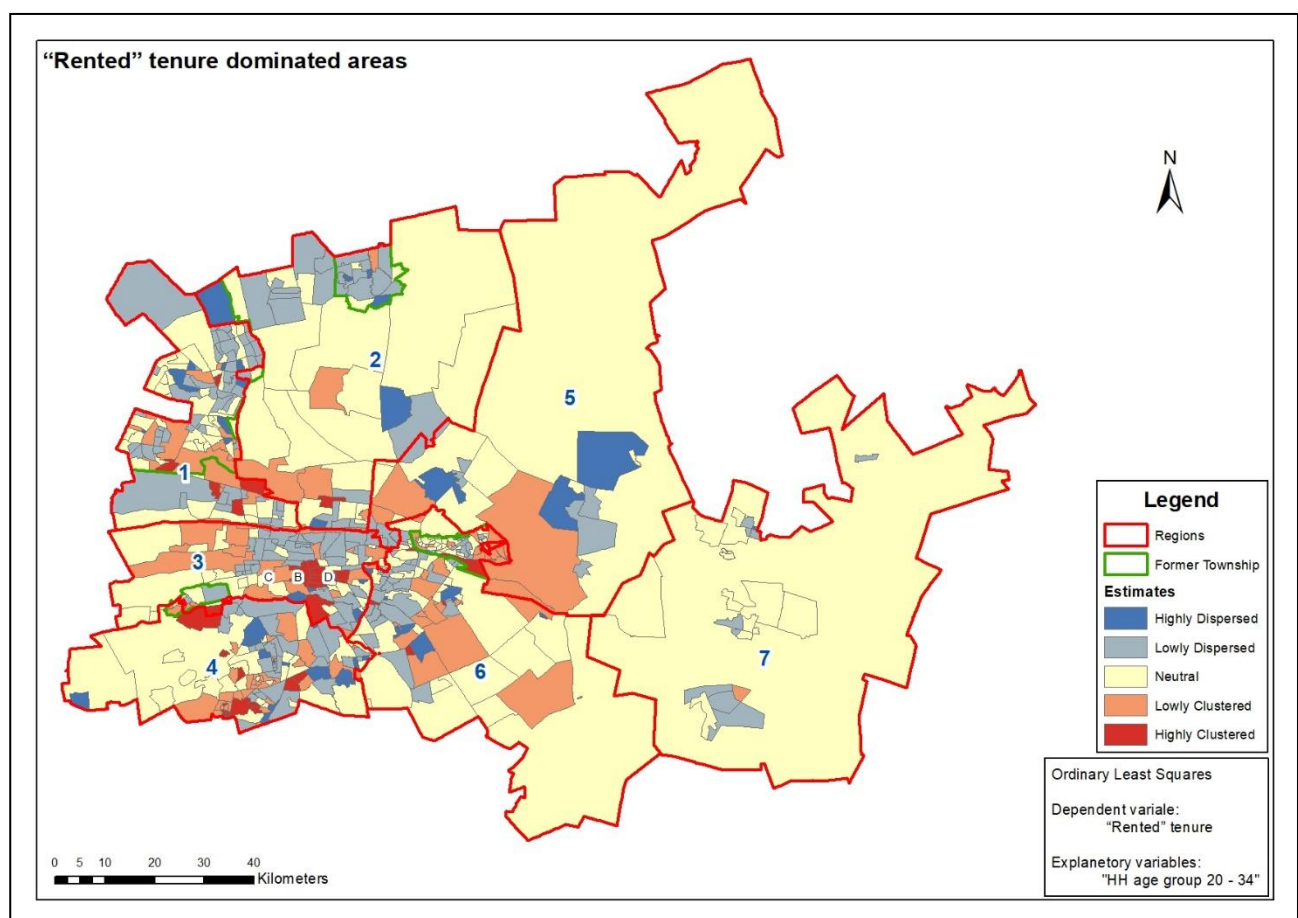 “Rented” tenure dominated areas
N
2
5
1
3
C B D
4
6
7
Legend
Regions
Former Township
Estimates
Highly Dispersed
Lowly Dispersed
Neutral
Lowly Clustered
Highly Clustered
Ordinary Least Squares
Dependent variale:
“Rented” tenure
Explanetory variables:
"HH age group 20 - 34"
0 5 10 20 30 40
Kilometers